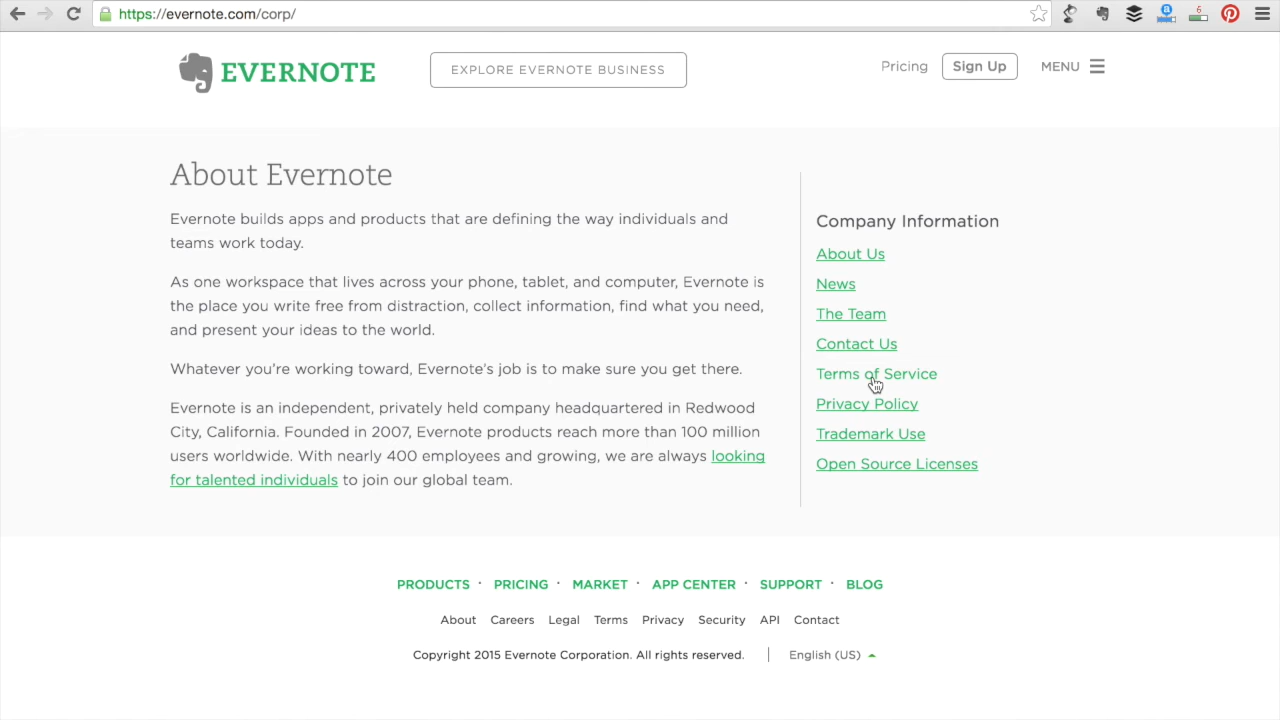 https://evernote.com/corp/
6
EVERNOTE
EXPLORE EVERNOTE BUSINESS
Pricing
Sign Up
MENU
About Evernote
Evernote builds apps and products that are defining the way individuals and
teams work today.
As one workspace that lives across your phone, tablet, and computer, Evernote is
the place you write free from distraction, collect information, find what you need,
and present your ideas to the world.
Whatever you’re working toward, Evernote’s job is to make sure you get there.
Evernote is an independent, privately held company headquartered in Redwood
City, California. Founded in 2007, Evernote products reach more than 100 million
users worldwide. With nearly 400 employees and growing, we are always looking
for talented individuals to join our global team.
Company Information
About Us
News
The Team
Contact Us
Terms of Service
Privacy Policy
Trademark Use
Open Source Licenses
PRODUCTS · PRICING · MARKET · APP CENTER · SUPPORT · BLOG
About Careers Legal Terms Privacy Security API Contact
Copyright 2015 Evernote Corporation. All rights reserved. | English (US)